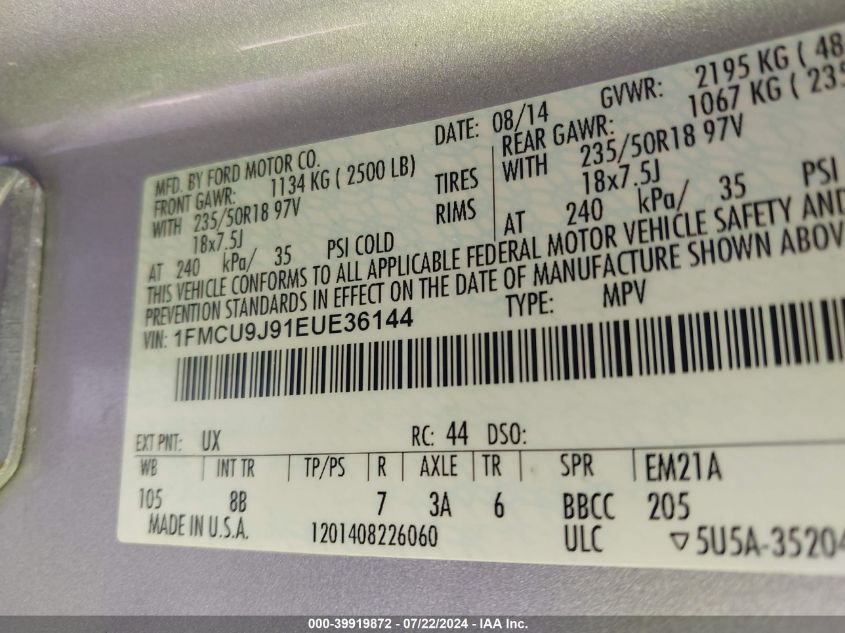 MFD. BY FORD MOTOR CO.
DATE: 08/14
GVWR: 2195 KG ( 48
FRONT GAWR: 1134 KG ( 2500 LB)
REAR GAWR: 1067 KG ( 235
WITH 235/50R18 97V
TIRES
WITH 235/50R18 97V
18x7.5J
RIMS
18x7.5J
AT 240 kPa/ 35 PSI COLD
AT 240 kPa/ 35 PSI
THIS VEHICLE CONFORMS TO ALL APPLICABLE FEDERAL MOTOR VEHICLE SAFETY AND
PREVENTION STANDARDS IN EFFECT ON THE DATE OF MANUFACTURE SHOWN ABOV
VIN: 1FMCU9J91EUE36144
TYPE: MPV
EXT PNT: UX RC: 44 DSO:
WB INT TR TP/PS R AXLE TR SPR EM21A
105 8B 7 3A 6 BBCC 205
MADE IN U.S.A. 1201408226060 ULC ▽5U5A-35204
000-39919872 - 07/22/2024 - IAA Inc.